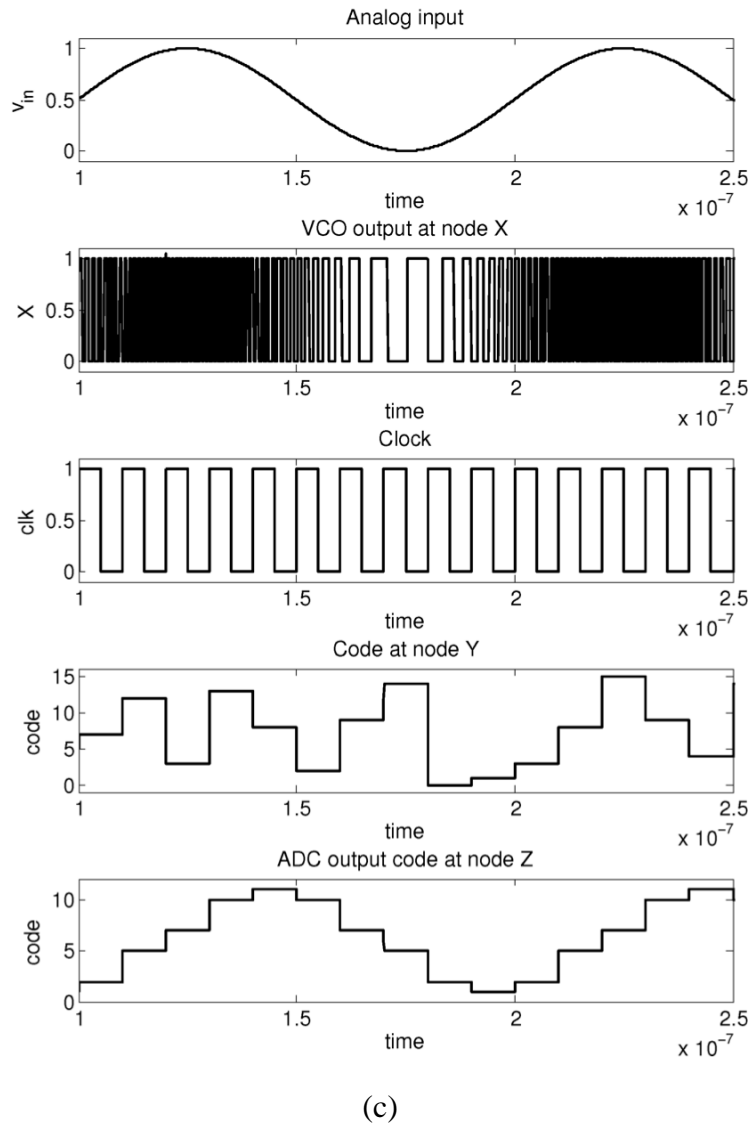 Analog input
v_in
1
0.5
0
1 1.5 2 2.5
time
x 10^-7
VCO output at node X
X
1
0.5
0
1 1.5 2 2.5
time
x 10^-7
Clock
clk
1
0.5
0
1 1.5 2 2.5
time
x 10^-7
Code at node Y
code
15
10
5
0
1 1.5 2 2.5
time
x 10^-7
ADC output code at node Z
code
10
5
0
1 1.5 2 2.5
time
x 10^-7
(c)